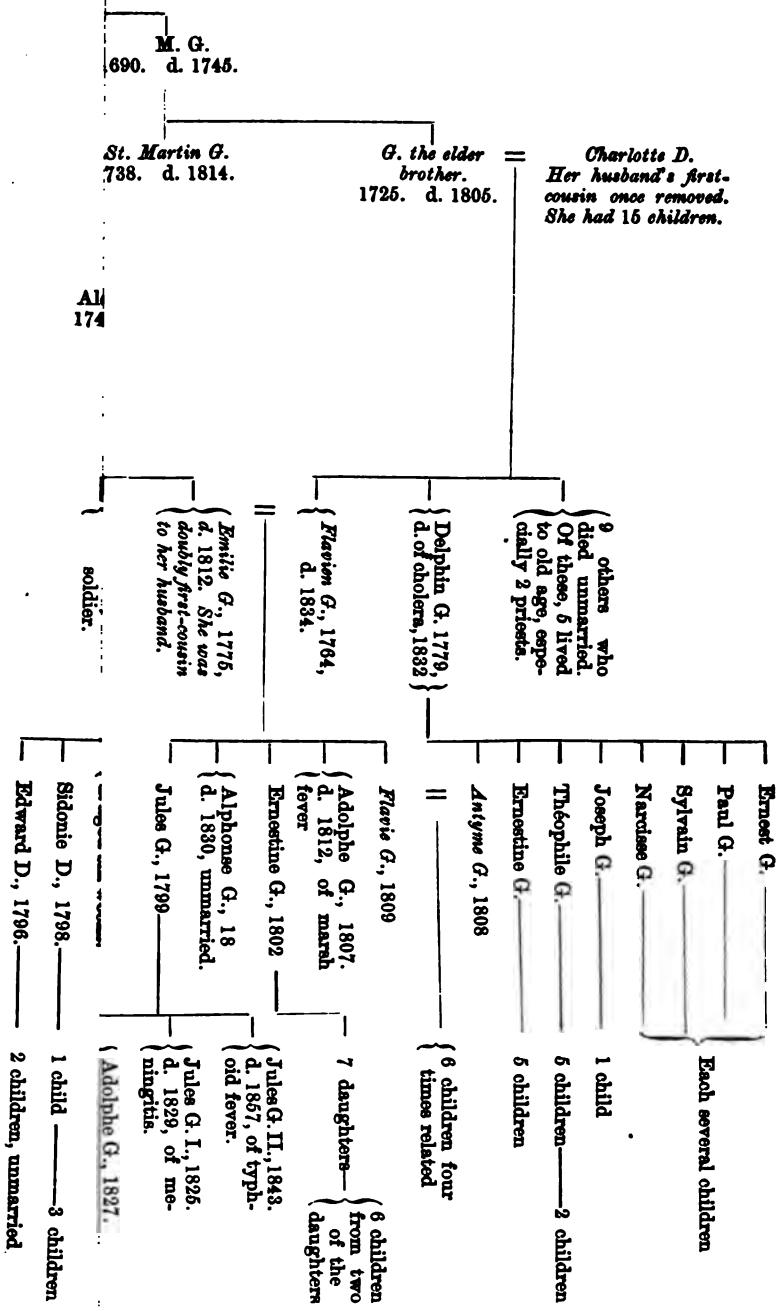 M. G.
690. d. 1745.
St. Martin G.
738. d. 1814.
G. the elder
brother.
1725. d. 1805.
=
Charlotte D.
Her husband's first-
cousin once removed.
She had 15 children.
Al
174
soldier.
Emilie G., 1775,
d. 1812. She was
doubly first-cousin
to her husband.
=
Flavien G., 1764,
d. 1834.
Delphin G. 1779,
d. of cholera, 1832
9 others who
died unmarried.
Of these, 5 lived
to old age, espe-
cially 2 priests.
Ernest G.
Paul G.
Sylvain G.
Narcisse G.
Each several children
Joseph G.
1 child
Théophile G.
5 children
2 children
Ernestine G.
5 children
Antyme G., 1808
=
6 children four
times related
Flavie G., 1809
Adolphe G., 1807.
d. 1812, of marsh
fever
Ernestine G., 1802
7 daughters
6 children
from two
of the
daughters
Alphonse G., 18
d. 1830, unmarried.
Jules G., 1799
Jules G. II., 1843.
d. 1857, of typh-
oid fever.
Jules G. I., 1825.
d. 1829, of me-
ningitis.
Adolphe G., 1827.
Sidonie D., 1798.
1 child
3 children
Edward D., 1796.
2 children, unmarried